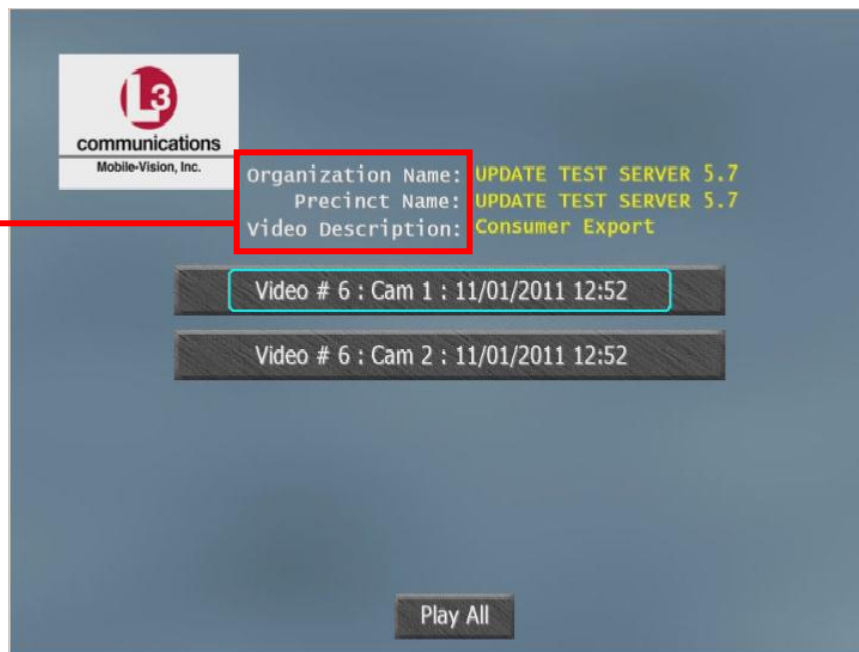 L3
communications
Mobile-Vision, Inc.
Organization Name: UPDATE TEST SERVER 5.7
Precinct Name: UPDATE TEST SERVER 5.7
Video Description: Consumer Export
Video # 6 : Cam 1 : 11/01/2011 12:52
Video # 6 : Cam 2 : 11/01/2011 12:52
Play All